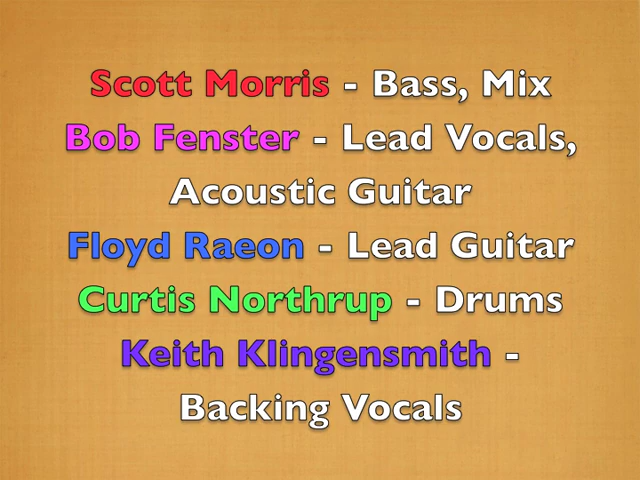 Scott Morris - Bass, Mix
Bob Fenster - Lead Vocals,
Acoustic Guitar
Floyd Raeon - Lead Guitar
Curtis Northrup - Drums
Keith Klingensmith -
Backing Vocals